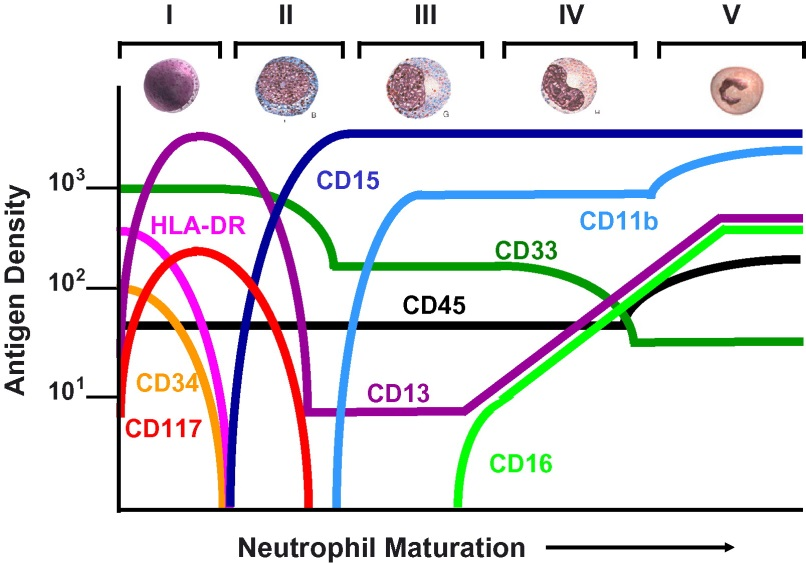 I II III IV V
B G H
10³
10²
10¹
Antigen Density
CD15
HLA-DR
CD11b
CD33
CD45
CD34
CD13
CD117
CD16
Neutrophil Maturation